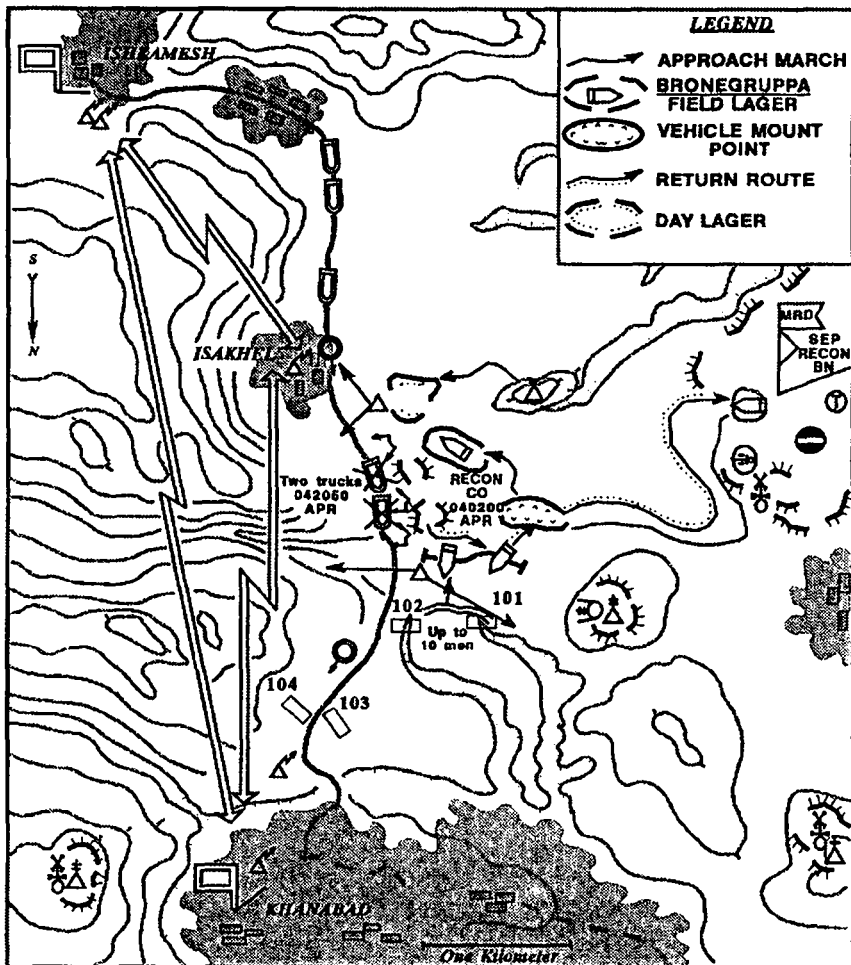 LEGEND
APPROACH MARCH
BRONEGRUPPA
FIELD LAGER
VEHICLE MOUNT
POINT
RETURN ROUTE
DAY LAGER
ISHKAMESH
S
N
MRD
SEP
RECON
BN
ISAKHEL
Two trucks
042050
APR
RECON
CO
040200
APR
102
101
Up to
10 men
104
103
KHANABAD
One Kilometer